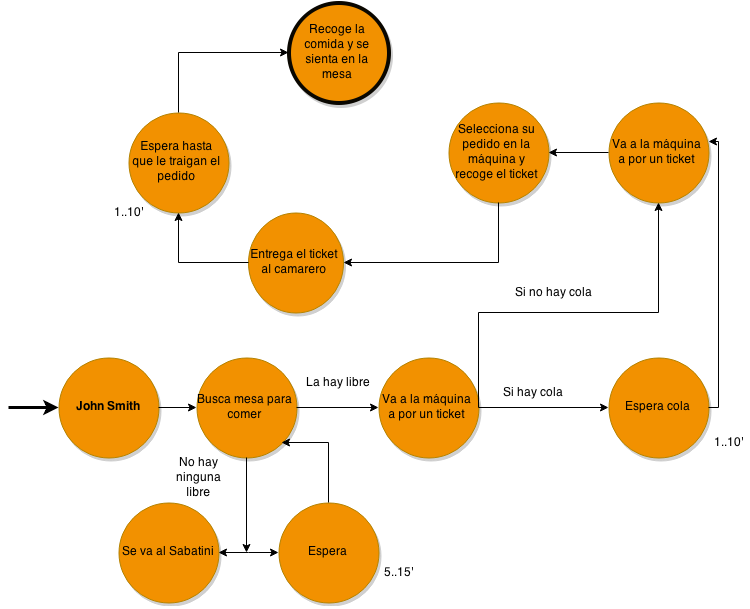 Recoge la
comida y se
sienta en la
mesa
Espera hasta
que le traigan el
pedido
1..10'
Selecciona su
pedido en la
máquina y
recoge el ticket
Va a la máquina
a por un ticket
Entrega el ticket
al camarero
Si no hay cola
John Smith
Busca mesa para
comer
La hay libre
Va a la máquina
a por un ticket
Si hay cola
Espera cola
1..10'
No hay
ninguna
libre
Se va al Sabatini
Espera
5..15'